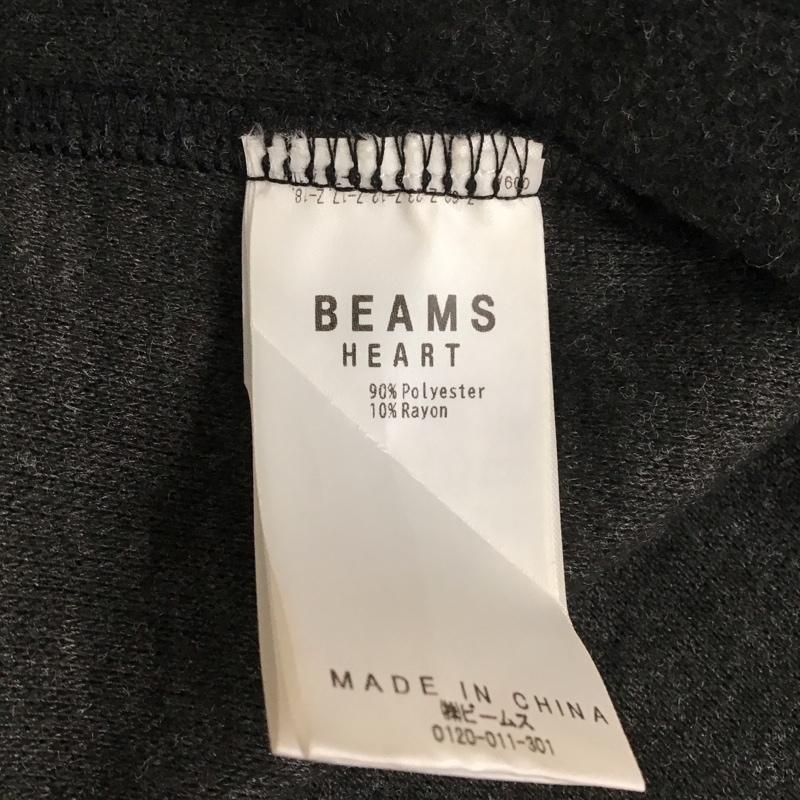 BEAMS
HEART
90% Polyester
10% Rayon
MADE IN CHINA
㈱ビームス
0120-011-301